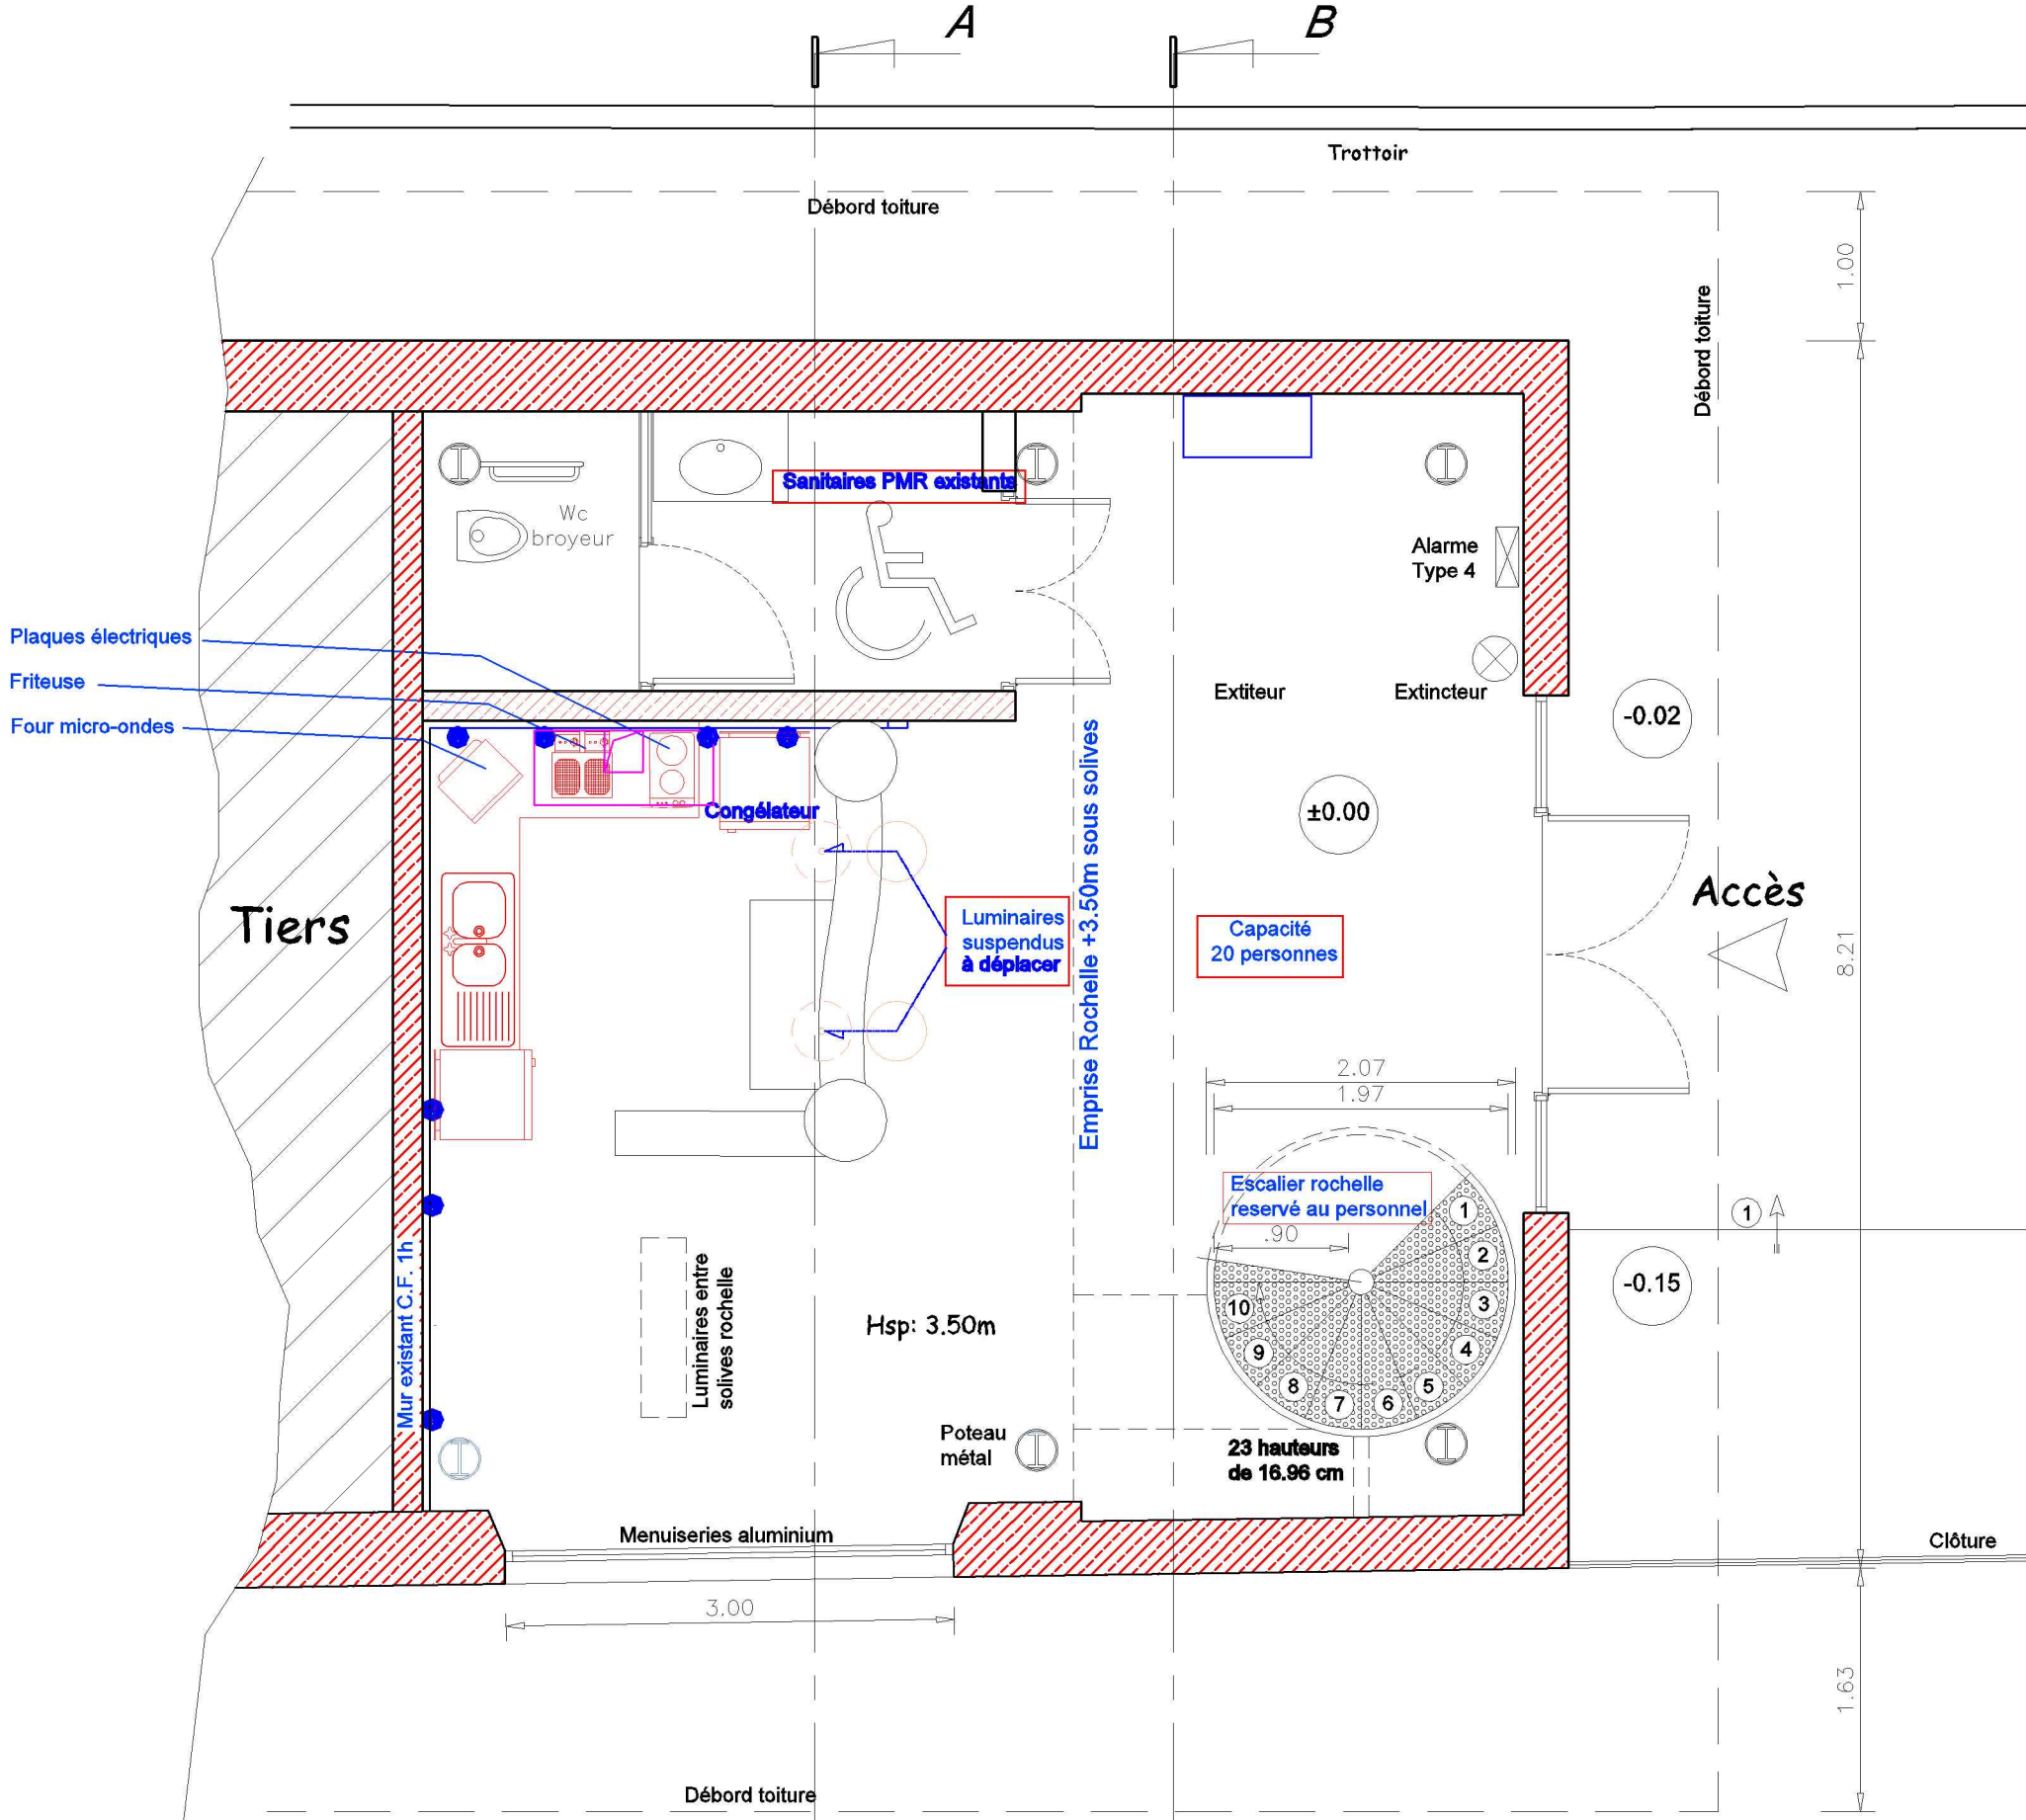 A
B
Trottoir
Débord toiture
1.00
Débord toiture
Sanitaires PMR existants
Wc
broyeur
Alarme
Type 4
Plaques électriques
Friteuse
Four micro-ondes
Extiteur
Extincteur
-0.02
±0.00
Congélateur
Emprise Rochelle +3.50m sous solives
Tiers
Luminaires
suspendus
à déplacer
Capacité
20 personnes
Accès
8.21
2.07
1.97
Escalier rochelle
reservé au personnel
.90
1
2
3
4
5
6
7
8
9
10
1
-0.15
Mur existant C.F. 1h
Luminaires entre
solives rochelle
Hsp: 3.50m
Poteau
métal
23 hauteurs
de 16.96 cm
Menuiseries aluminium
Clôture
3.00
1.63
Débord toiture